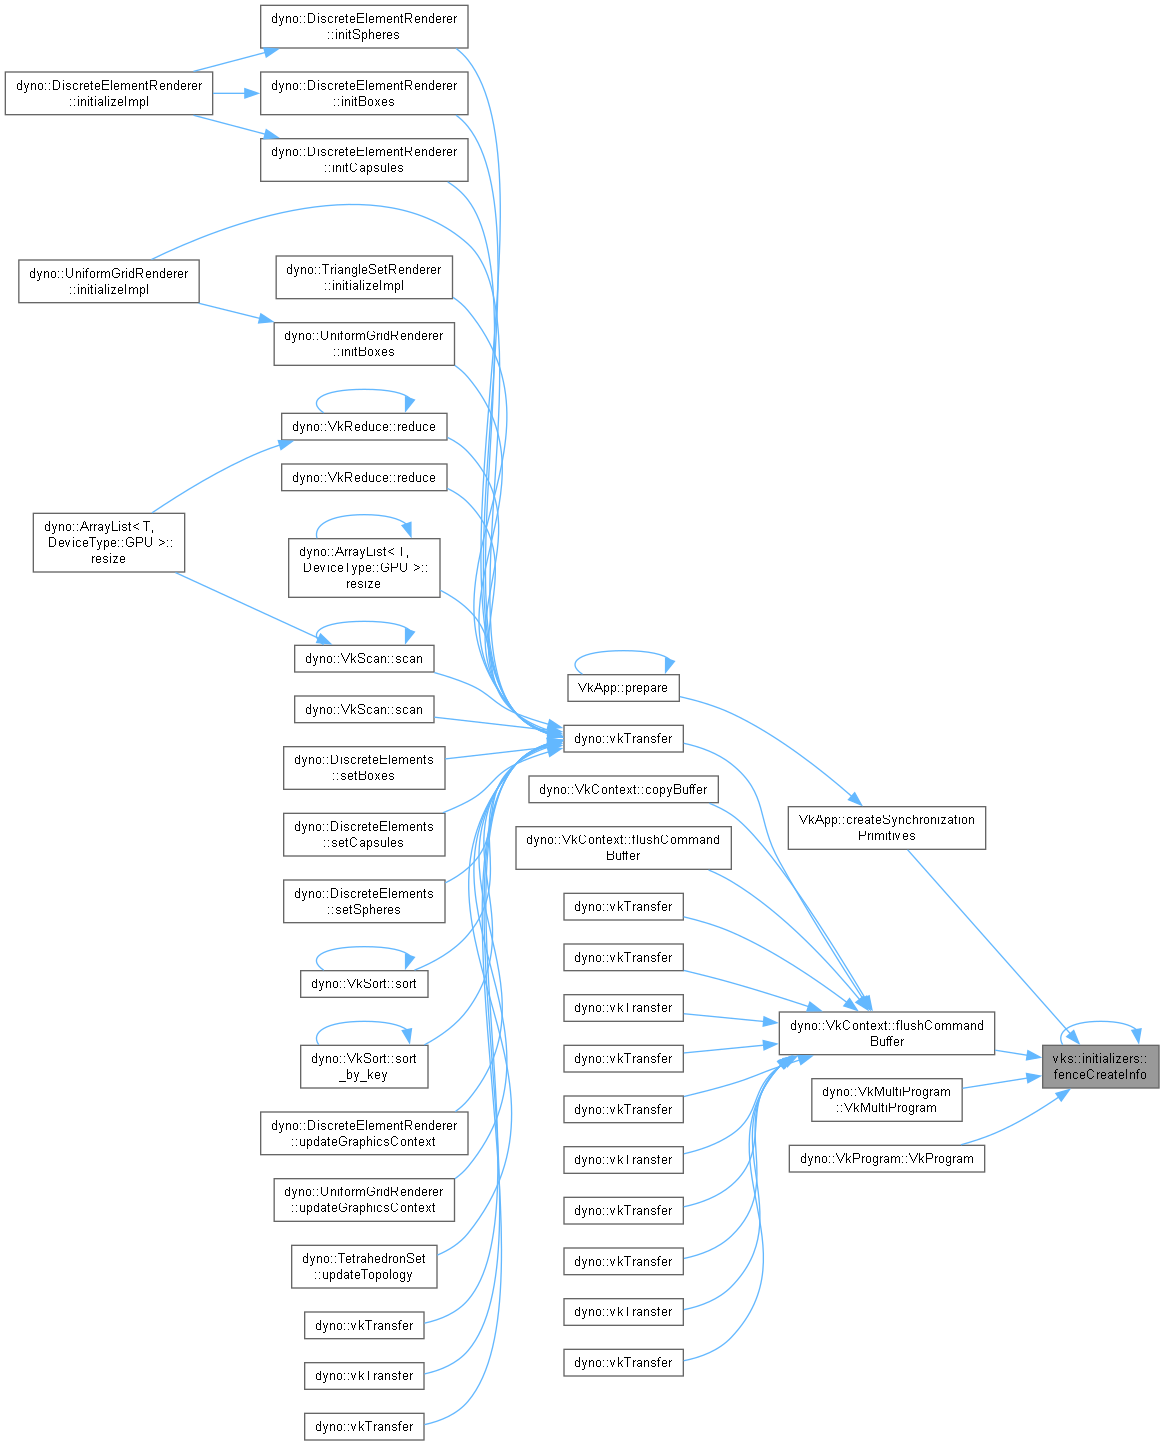 dyno::DiscreteElementRenderer
::initSpheres
dyno::DiscreteElementRenderer
::initializeImpl
dyno::DiscreteElementRenderer
::initBoxes
dyno::DiscreteElementRenderer
::initCapsules
dyno::UniformGridRenderer
::initializeImpl
dyno::TriangleSetRenderer
::initializeImpl
dyno::UniformGridRenderer
::initBoxes
dyno::VkReduce::reduce
dyno::VkReduce::reduce
dyno::ArrayList< T,
DeviceType::GPU >::
resize
dyno::ArrayList< T,
DeviceType::GPU >::
resize
dyno::VkScan::scan
dyno::VkScan::scan
dyno::DiscreteElements
::setBoxes
dyno::DiscreteElements
::setCapsules
dyno::DiscreteElements
::setSpheres
dyno::VkSort::sort
dyno::VkSort::sort
_by_key
dyno::DiscreteElementRenderer
::updateGraphicsContext
dyno::UniformGridRenderer
::updateGraphicsContext
dyno::TetrahedronSet
::updateTopology
dyno::vkTransfer
dyno::vkTransfer
dyno::vkTransfer
VkApp::prepare
dyno::vkTransfer
dyno::VkContext::copyBuffer
dyno::VkContext::flushCommand
Buffer
dyno::vkTransfer
dyno::vkTransfer
dyno::vkTransfer
dyno::vkTransfer
dyno::vkTransfer
dyno::vkTransfer
dyno::vkTransfer
dyno::vkTransfer
dyno::vkTransfer
dyno::vkTransfer
VkApp::createSynchronization
Primitives
dyno::VkContext::flushCommand
Buffer
dyno::VkMultiProgram
::VkMultiProgram
dyno::VkProgram::VkProgram
vks::initializers::
fenceCreateInfo